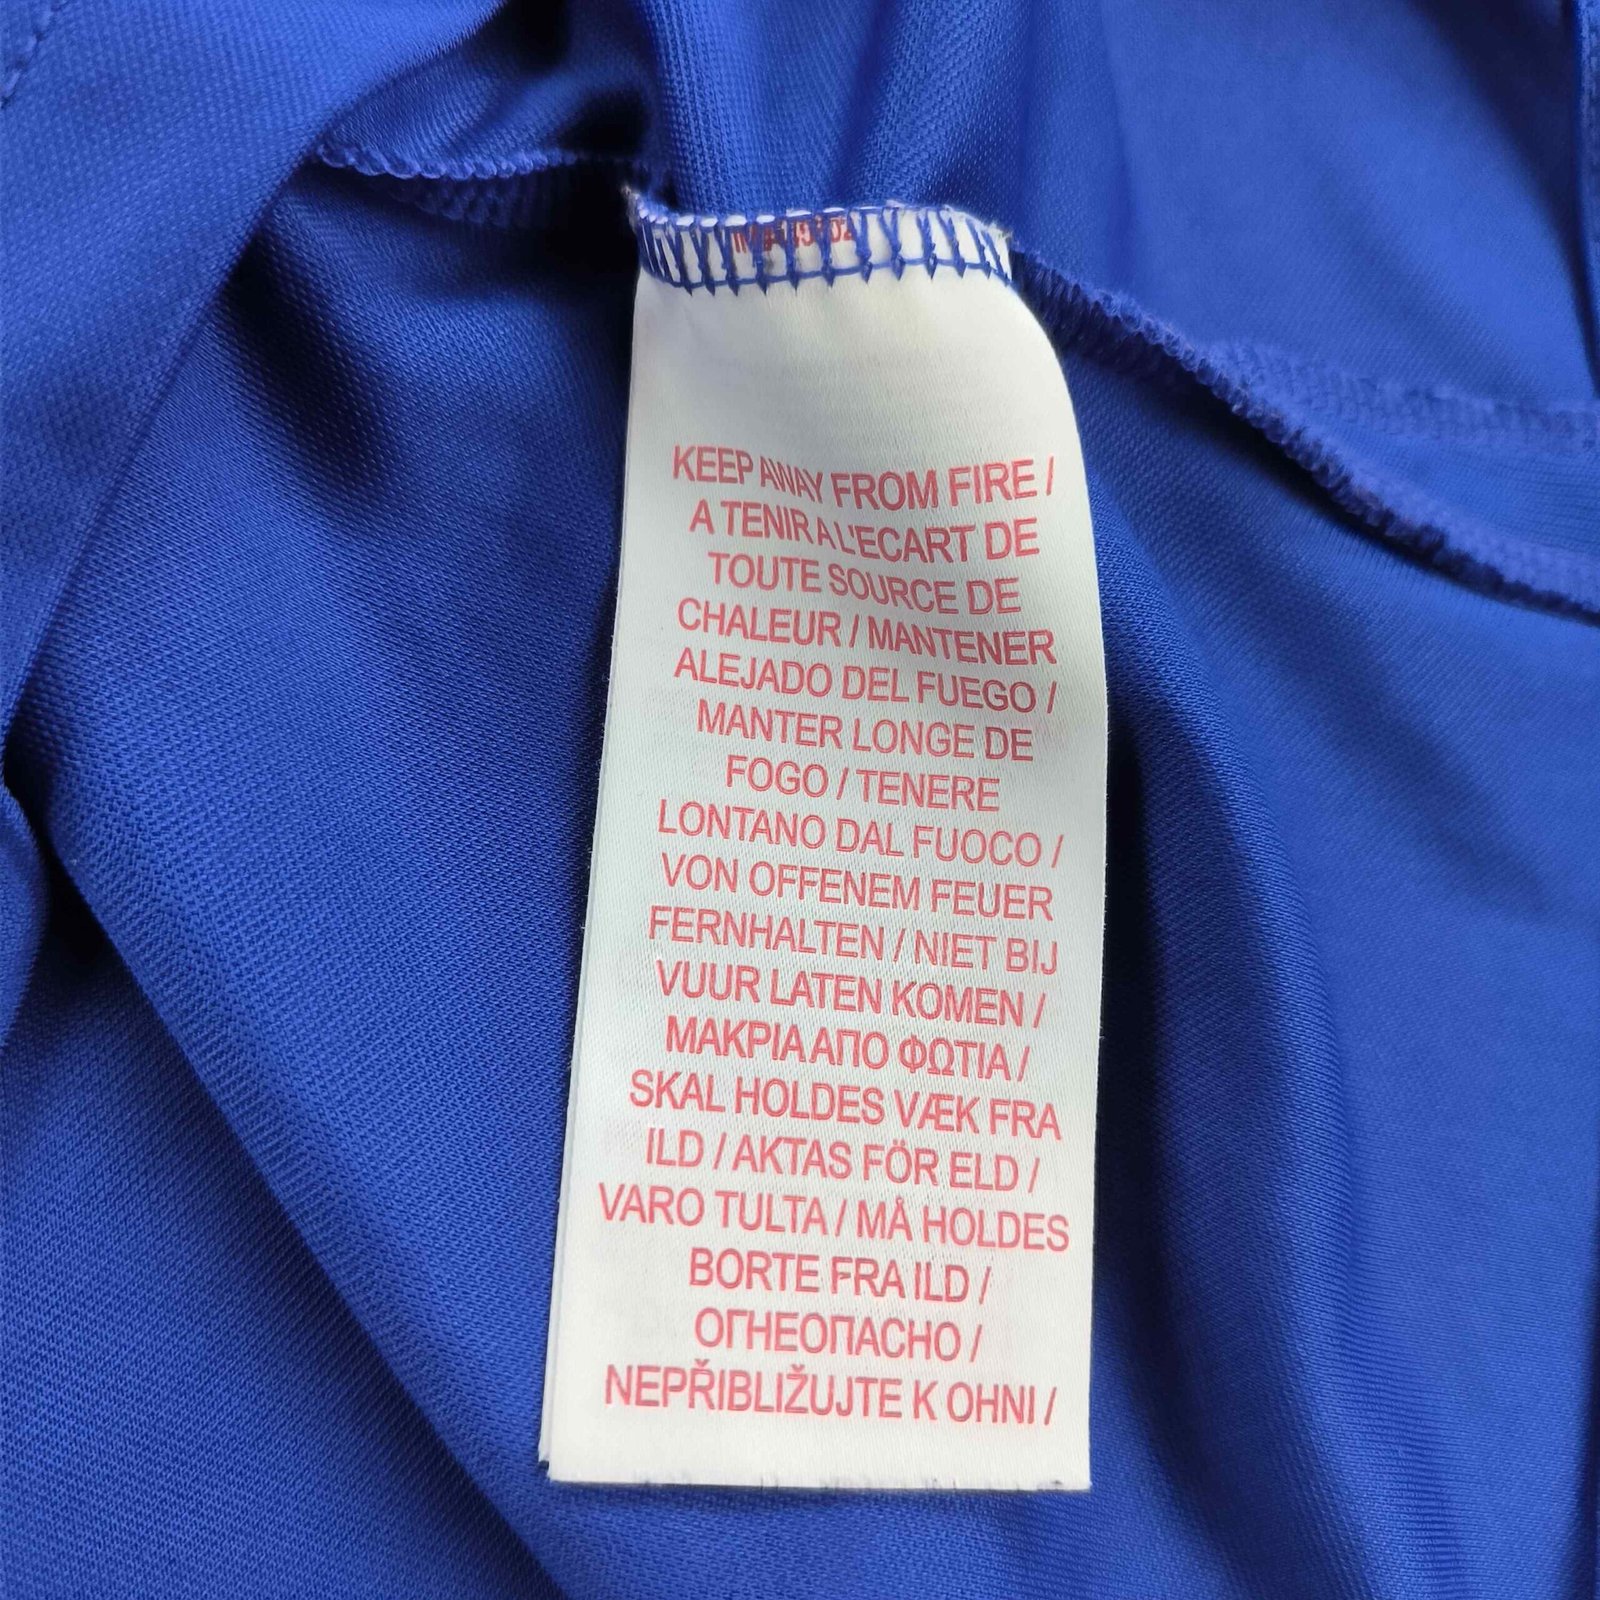 KEEP AWAY FROM FIRE /
A TENIR A L'ECART DE
TOUTE SOURCE DE
CHALEUR / MANTENER
ALEJADO DEL FUEGO /
MANTER LONGE DE
FOGO / TENERE
LONTANO DAL FUOCO /
VON OFFENEM FEUER
FERNHALTEN / NIET BIJ
VUUR LATEN KOMEN /
ΜΑΚΡΙΑ ΑΠΟ ΦΩΤΙΑ /
SKAL HOLDES VÆK FRA
ILD / AKTAS FÖR ELD /
VARO TULTA / MÅ HOLDES
BORTE FRA ILD /
ОГНЕОПАСНО /
NEPŘIBLIŽUJTE K OHNI /